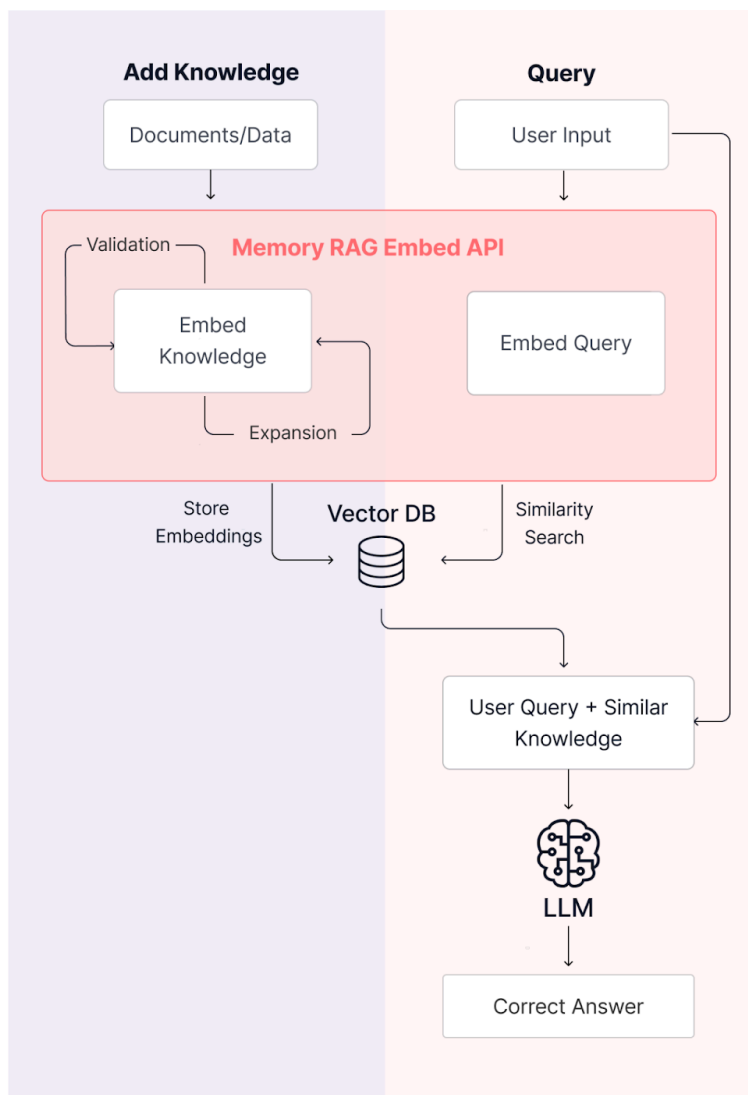 Add Knowledge
Query
Documents/Data
User Input
Validation
Memory RAG Embed API
Embed
Knowledge
Embed Query
Expansion
Store
Embeddings
Vector DB
Similarity
Search
User Query + Similar
Knowledge
LLM
Correct Answer